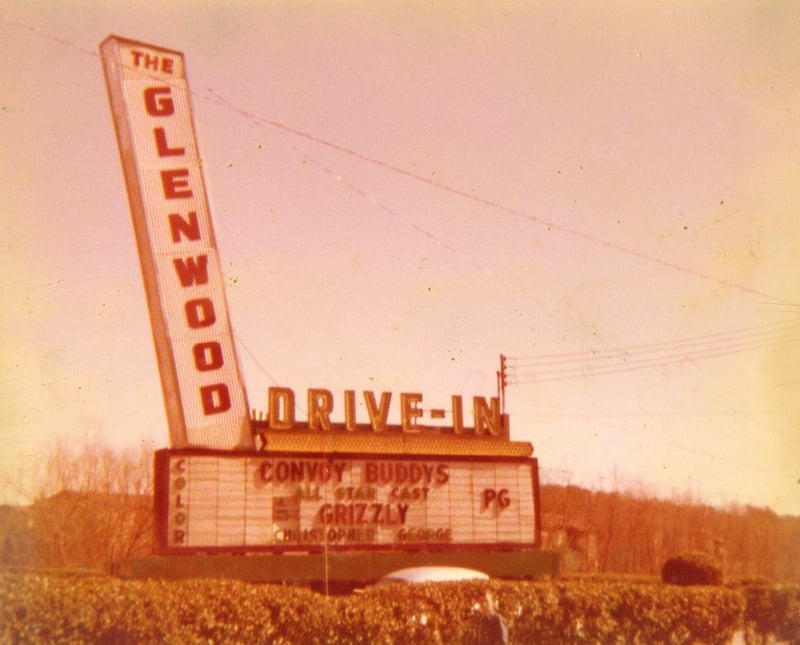 THE
GLENWOOD
DRIVE-IN
COLOR
CONVOY BUDDYS
ALL STAR CAST
PG
GRIZZLY
CHRISTOPHER GEORGE